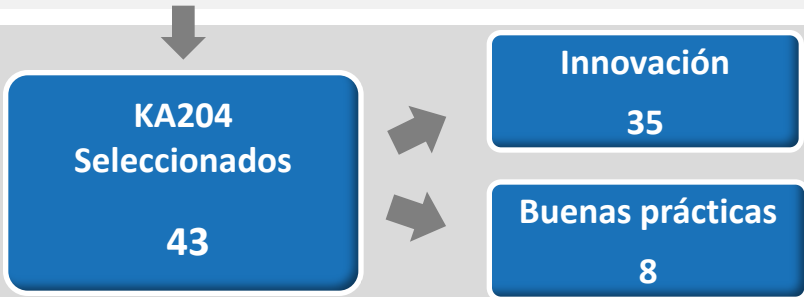 KA204
Seleccionados
43
Innovación
35
Buenas prácticas
8